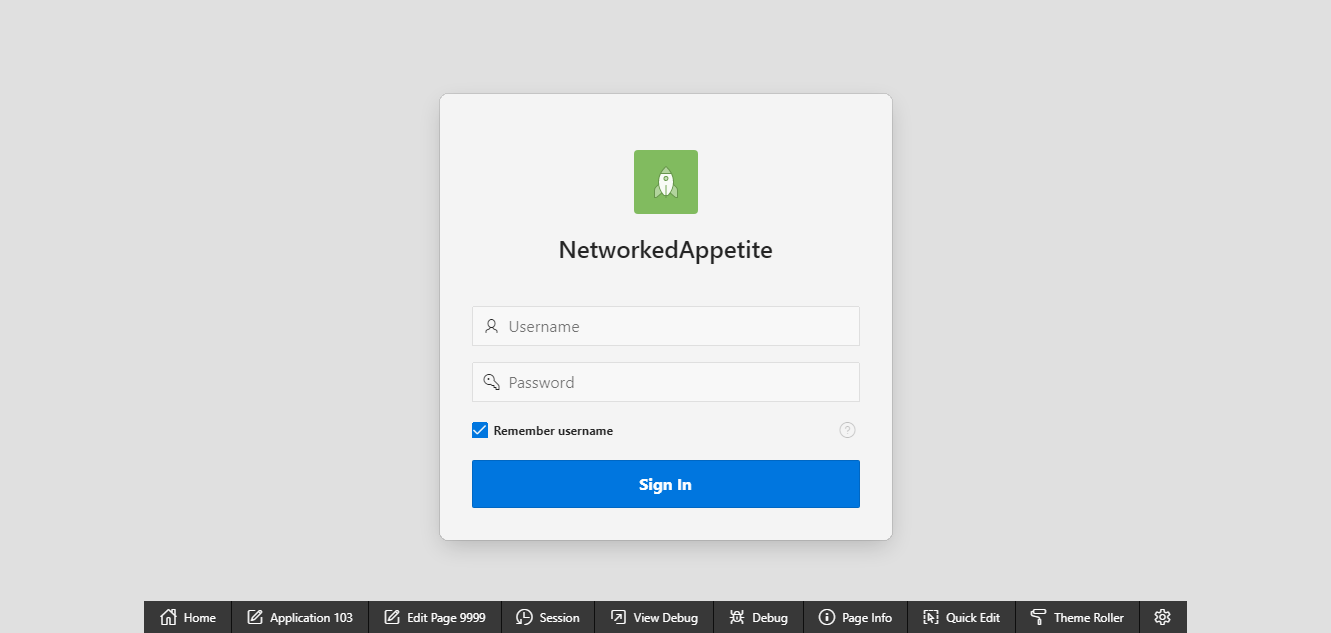 NetworkedAppetite
Username
Password
Remember username
?
Sign In
Home Application 103 Edit Page 9999 Session View Debug Debug Page Info Quick Edit Theme Roller